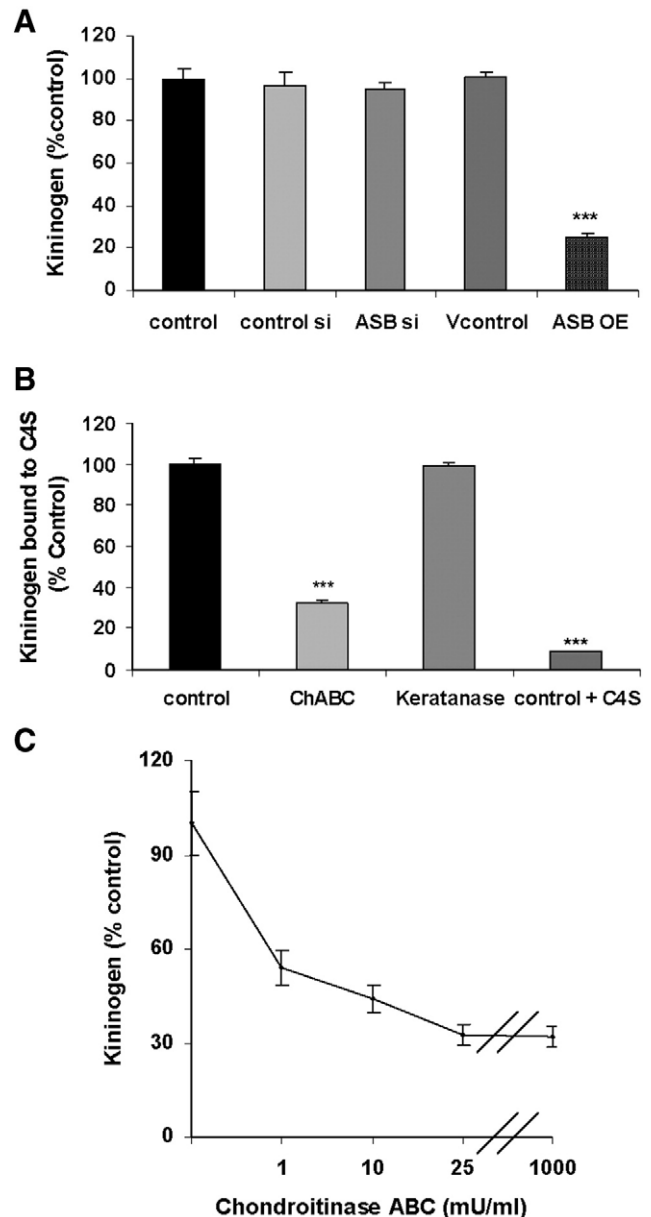 A
Kininogen (%control)
120
100
80
60
40
20
0
***
control
control si
ASB si
Vcontrol
ASB OE
B
Kininogen bound to C4S
(% Control)
120
100
80
60
40
20
0
***
***
control
ChABC
Keratanase
control + C4S
C
Kininogen (% control)
120
90
60
30
0
1
10
25
1000
Chondroitinase ABC (mU/ml)